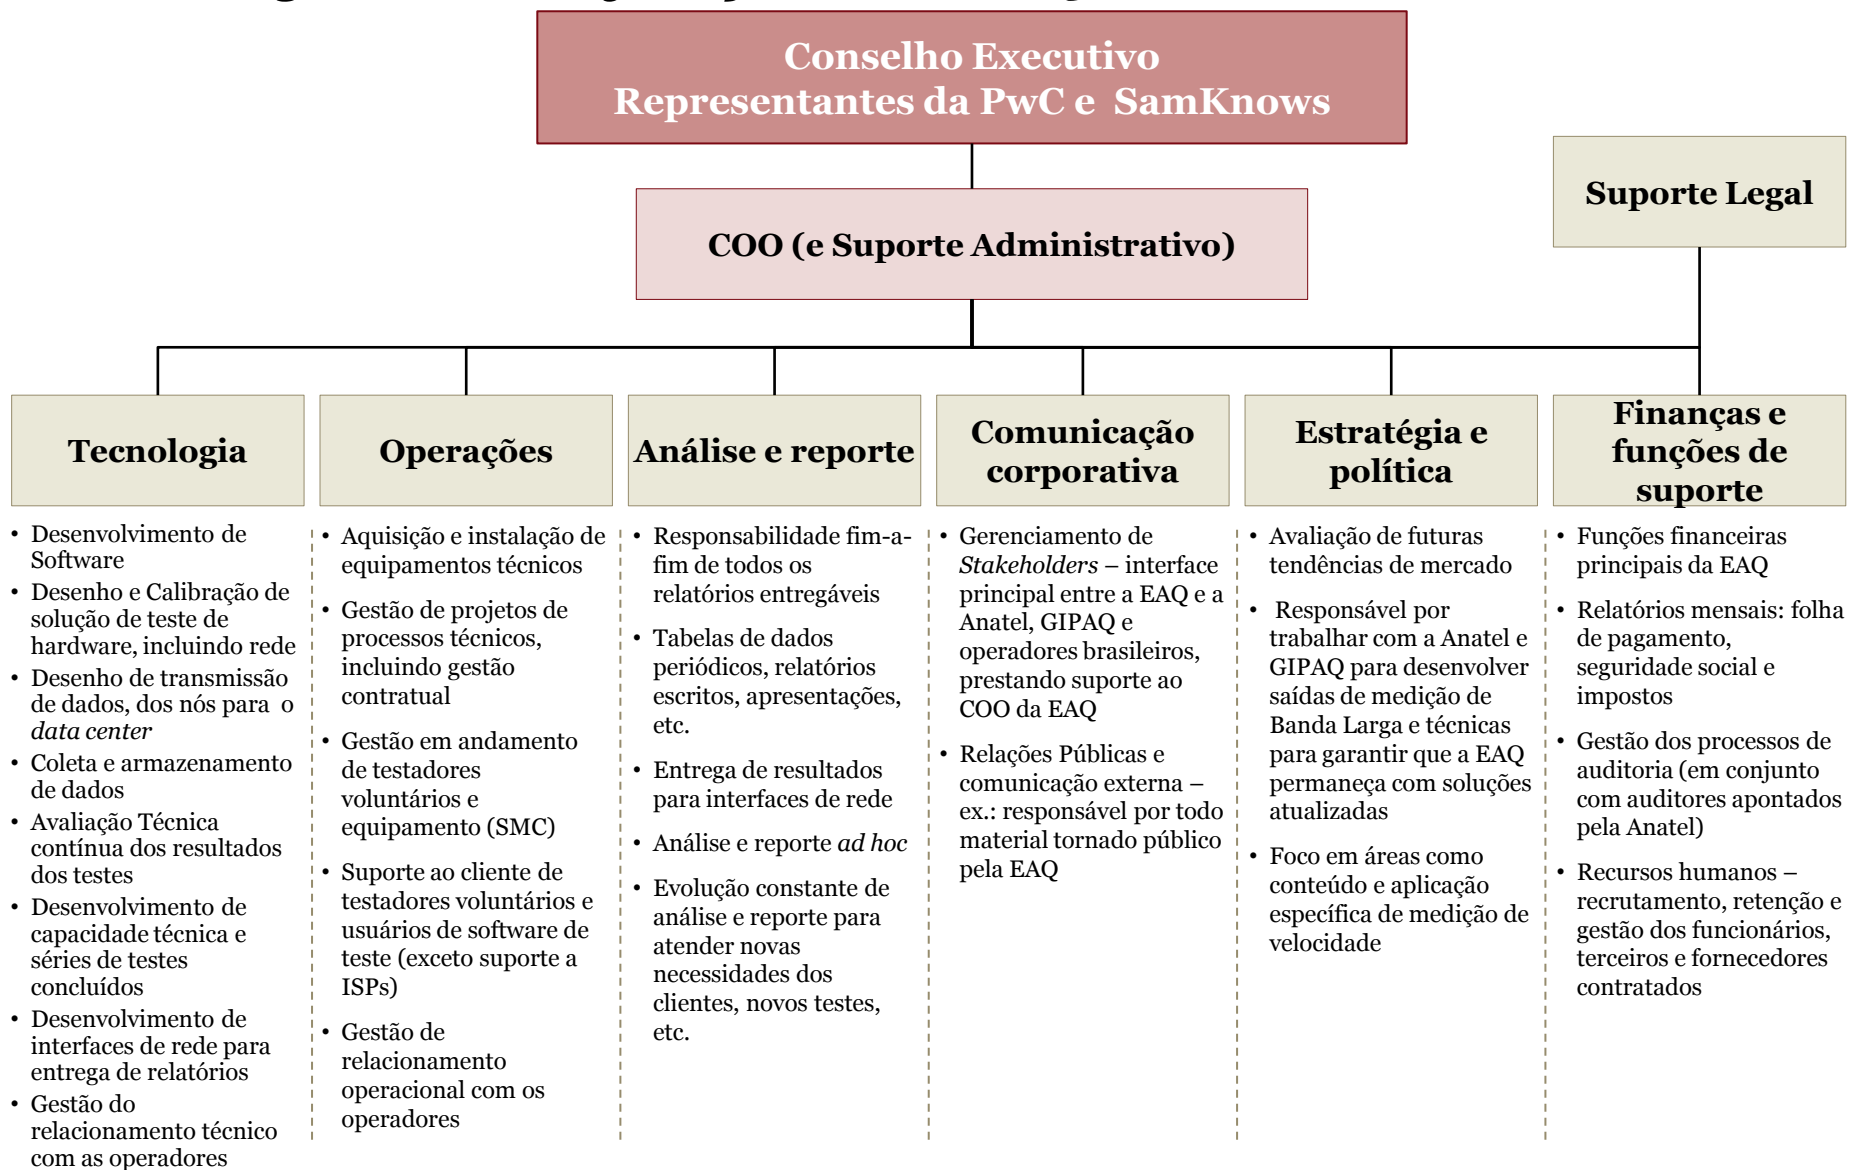 Conselho Executivo
Representantes da PwC e SamKnows
Suporte Legal
COO (e Suporte Administrativo)
Tecnologia
• Desenvolvimento de
Software
• Desenho e Calibração de
solução de teste de
hardware, incluindo rede
• Desenho de transmissão
de dados, dos nós para o
data center
• Coleta e armazenamento
de dados
• Avaliação Técnica
contínua dos resultados
dos testes
• Desenvolvimento de
capacidade técnica e
séries de testes
concluídos
• Desenvolvimento de
interfaces de rede para
entrega de relatórios
• Gestão do
relacionamento técnico
com as operadores
Operações
• Aquisição e instalação de
equipamentos técnicos
• Gestão de projetos de
processos técnicos,
incluindo gestão
contratual
• Gestão em andamento
de testadores
voluntários e
equipamento (SMC)
• Suporte ao cliente de
testadores voluntários e
usuários de software de
teste (exceto suporte a
ISPs)
• Gestão de
relacionamento
operacional com os
operadores
Análise e reporte
• Responsabilidade fim-a-
fim de todos os
relatórios entregáveis
• Tabelas de dados
periódicos, relatórios
escritos, apresentações,
etc.
• Entrega de resultados
para interfaces de rede
• Análise e reporte ad hoc
• Evolução constante de
análise e reporte para
atender novas
necessidades dos
clientes, novos testes,
etc.
Comunicação
corporativa
• Gerenciamento de
Stakeholders – interface
principal entre a EAQ e a
Anatel, GIPAQ e
operadores brasileiros,
prestando suporte ao
COO da EAQ
• Relações Públicas e
comunicação externa –
ex.: responsável por todo
material tornado público
pela EAQ
Estratégia e
política
• Avaliação de futuras
tendências de mercado
• Responsável por
trabalhar com a Anatel e
GIPAQ para desenvolver
saídas de medição de
Banda Larga e técnicas
para garantir que a EAQ
permaneça com soluções
atualizadas
• Foco em áreas como
conteúdo e aplicação
específica de medição de
velocidade
Finanças e
funções de
suporte
• Funções financeiras
principais da EAQ
• Relatórios mensais: folha
de pagamento,
seguridade social e
impostos
• Gestão dos processos de
auditoria (em conjunto
com auditores apontados
pela Anatel)
• Recursos humanos –
recrutamento, retenção e
gestão dos funcionários,
terceiros e fornecedores
contratados